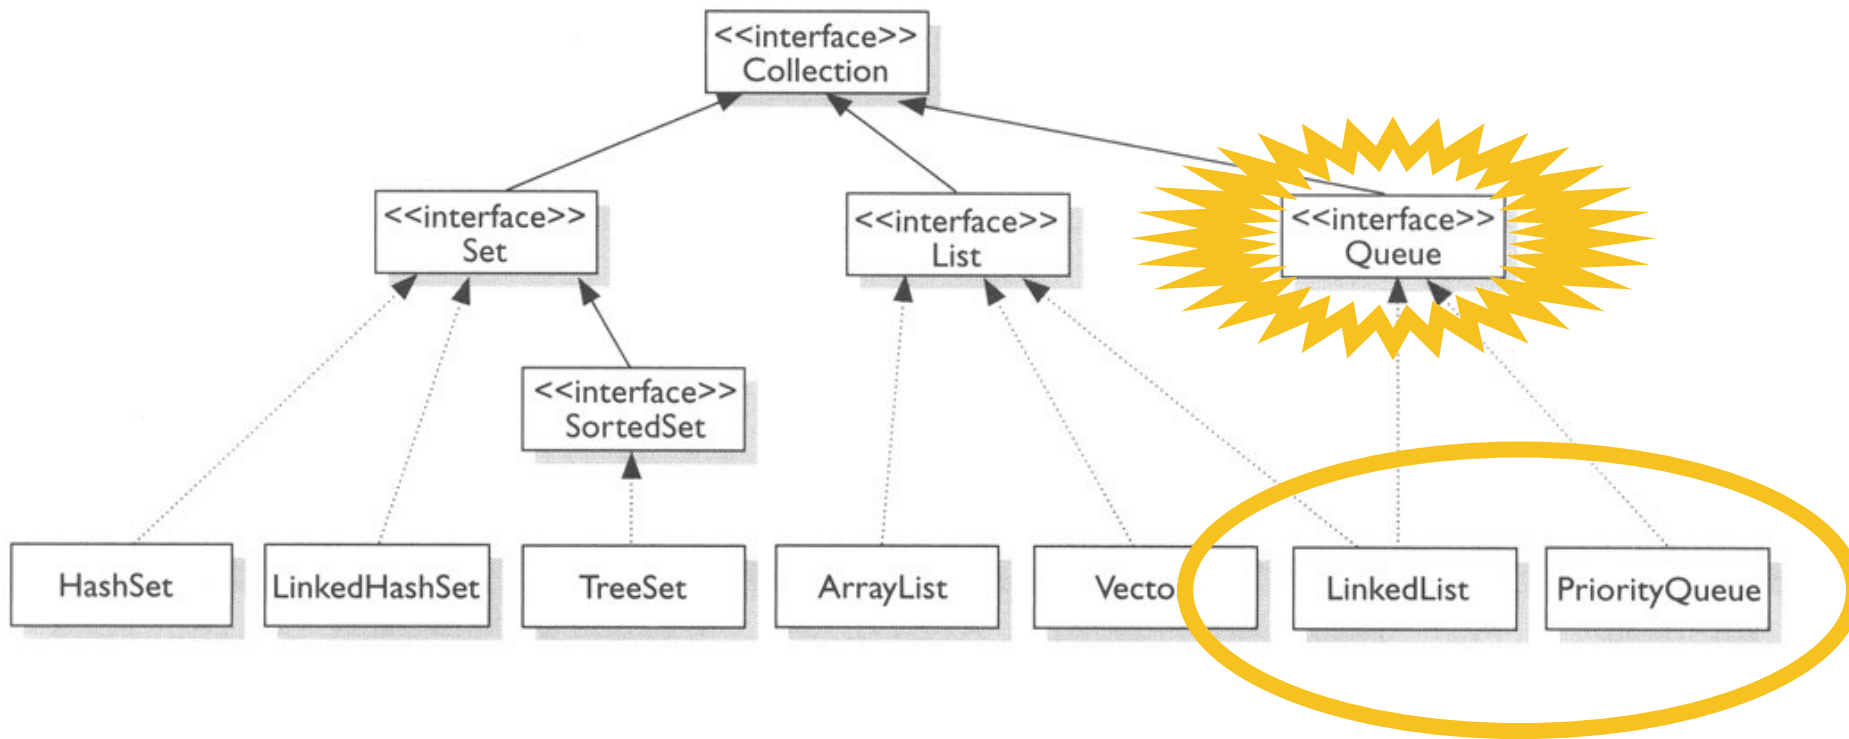 <<interface>>
Collection
<<interface>>
Set
<<interface>>
List
<<interface>>
Queue
<<interface>>
SortedSet
HashSet
LinkedHashSet
TreeSet
ArrayList
Vecto
LinkedList
PriorityQueue